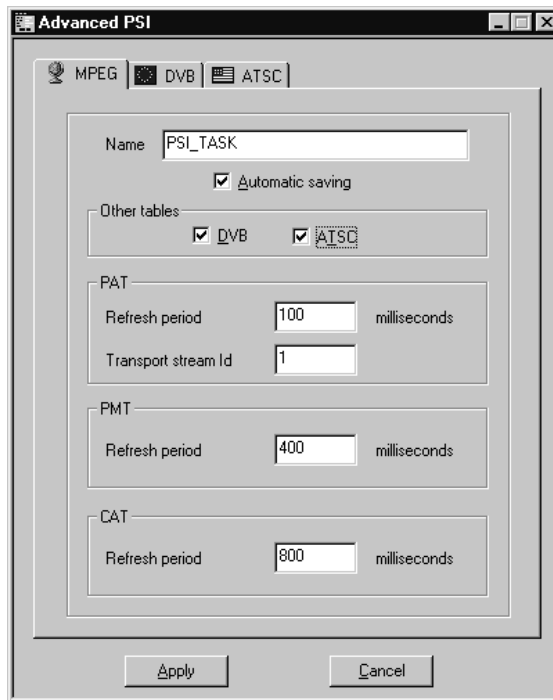 Advanced PSI
MPEG DVB ATSC
Name PSI_TASK
Automatic saving
Other tables
DVB ATSC
PAT
Refresh period 100 milliseconds
Transport stream Id 1
PMT
Refresh period 400 milliseconds
CAT
Refresh period 800 milliseconds
Apply Cancel